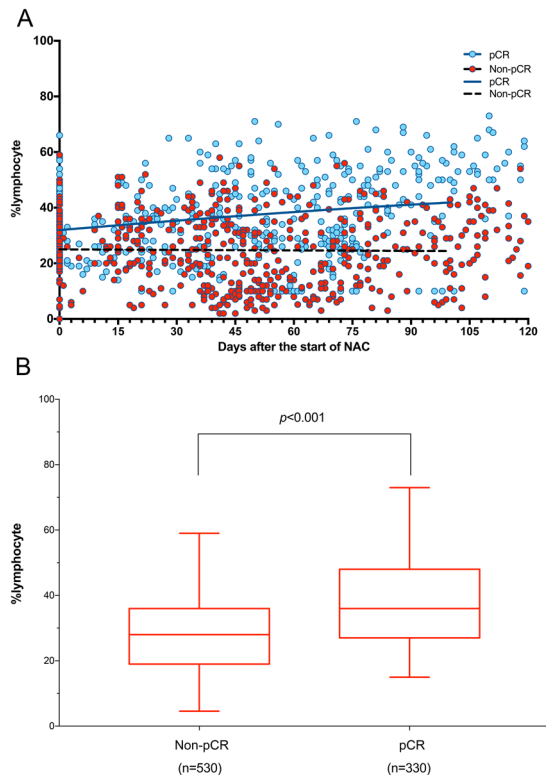 A
100
80
60
40
20
0
%lymphocyte
pCR
Non-pCR
pCR
Non-pCR
0 15 30 45 60 75 90 105 120
Days after the start of NAC
B
100
80
60
40
20
0
%lymphocyte
p<0.001
Non-pCR pCR
(n=530) (n=330)